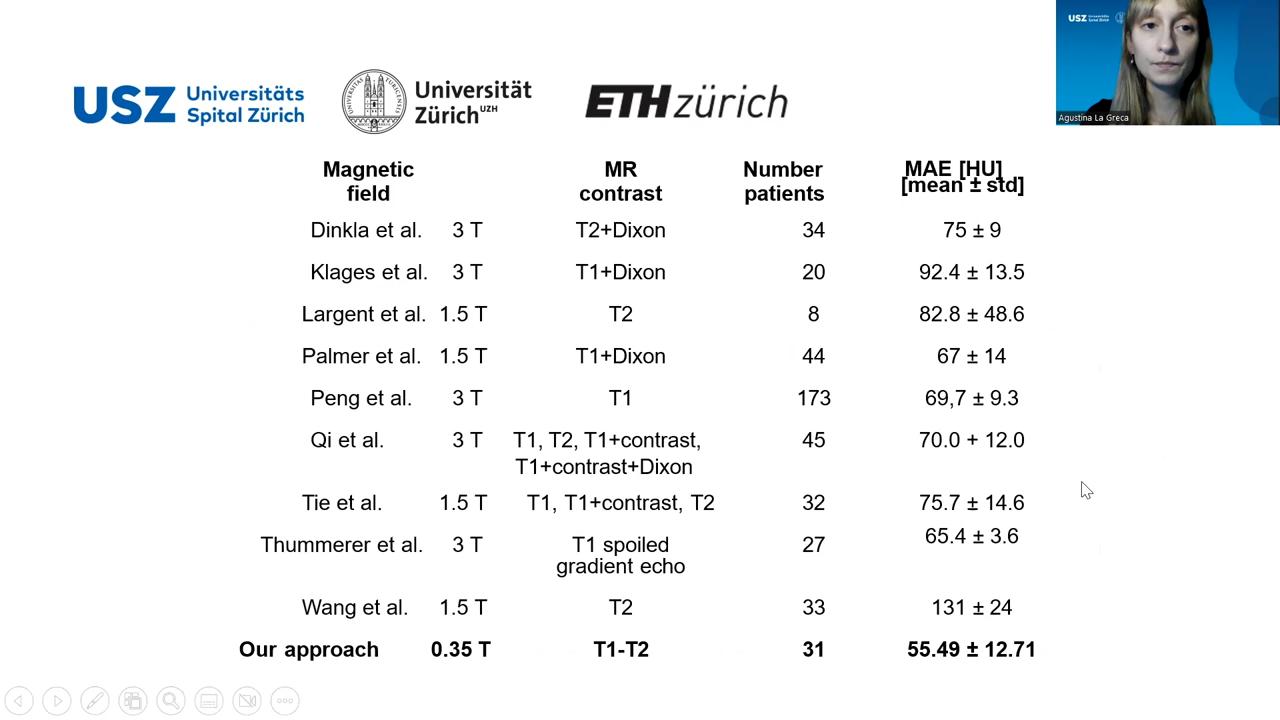 USZ Universitäts Spital Zürich
USZ Universitäts
Spital Zürich
Universität
Zürich UZH
ETH zürich
Agustina La Greca
Magnetic
field
MR
contrast
Number
patients
MAE [HU]
[mean ± std]
Dinkla et al. 3 T T2+Dixon 34 75 ± 9
Klages et al. 3 T T1+Dixon 20 92.4 ± 13.5
Largent et al. 1.5 T T2 8 82.8 ± 48.6
Palmer et al. 1.5 T T1+Dixon 44 67 ± 14
Peng et al. 3 T T1 173 69,7 ± 9.3
Qi et al. 3 T T1, T2, T1+contrast, 45 70.0 + 12.0
T1+contrast+Dixon
Tie et al. 1.5 T T1, T1+contrast, T2 32 75.7 ± 14.6
Thummerer et al. 3 T T1 spoiled 27 65.4 ± 3.6
gradient echo
Wang et al. 1.5 T T2 33 131 ± 24
Our approach 0.35 T T1-T2 31 55.49 ± 12.71